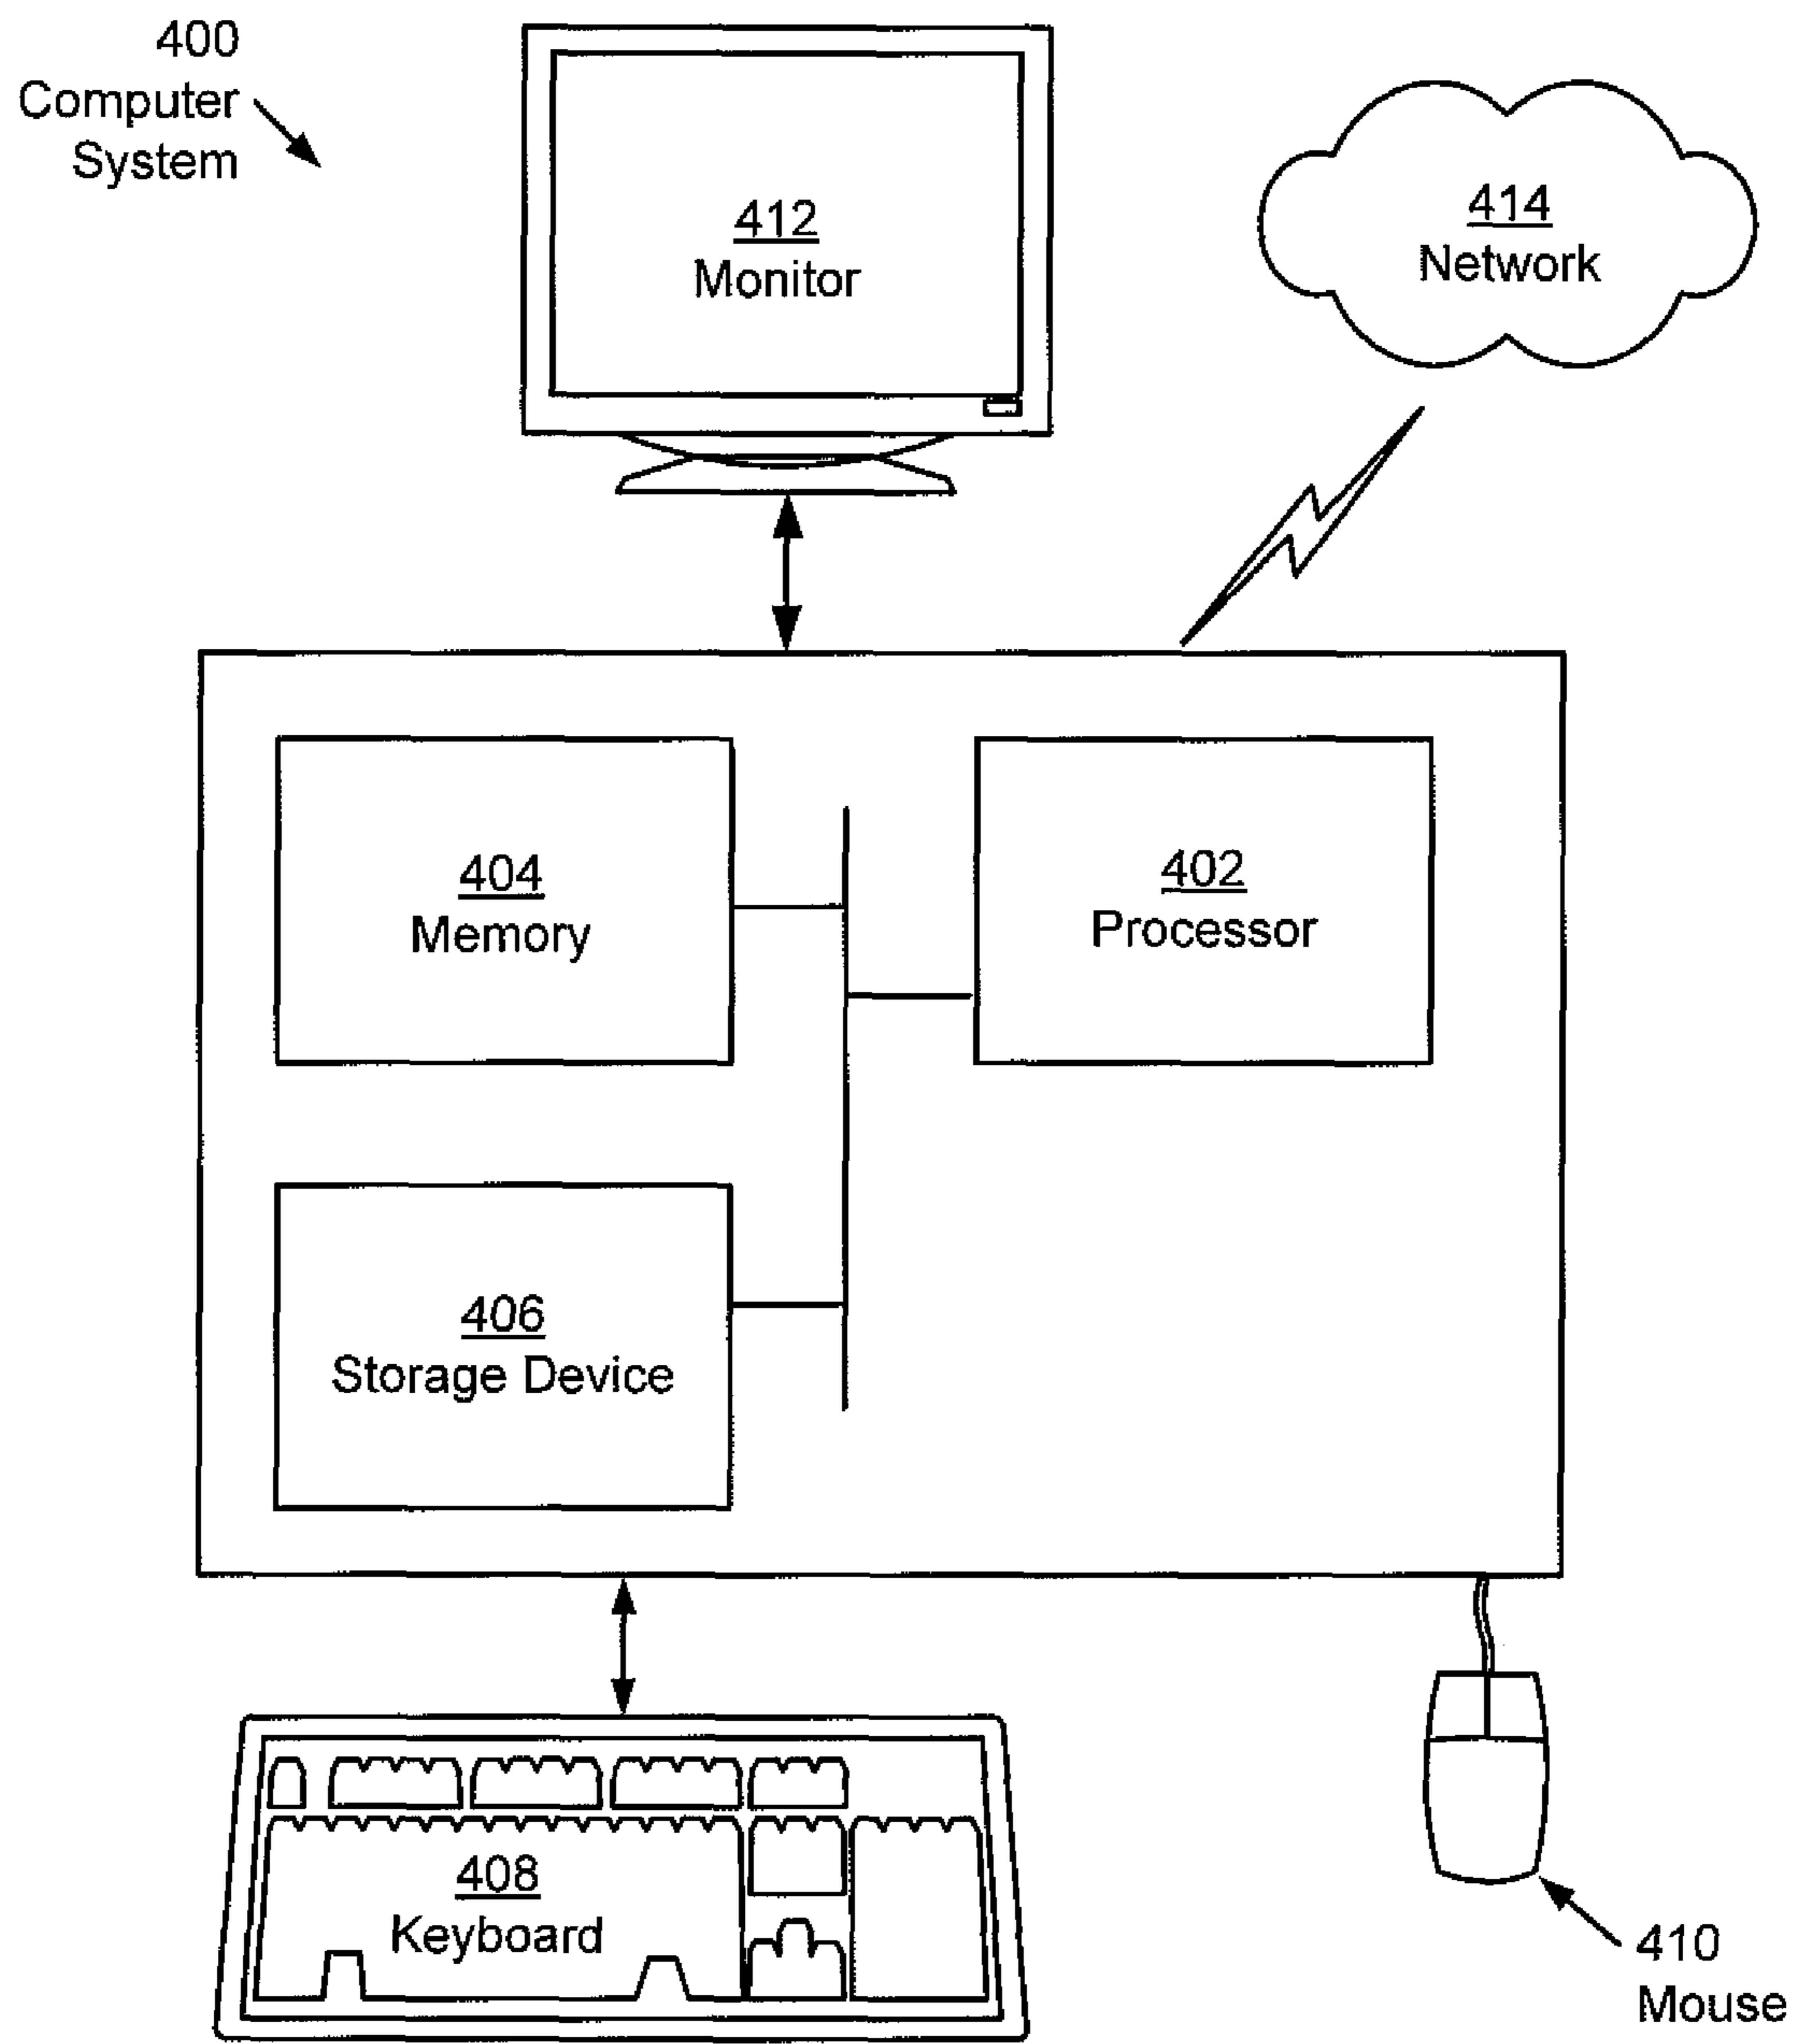 400
Computer
System
412
Monitor
414
Network
404
Memory
402
Processor
406
Storage Device
408
Keyboard
410
Mouse